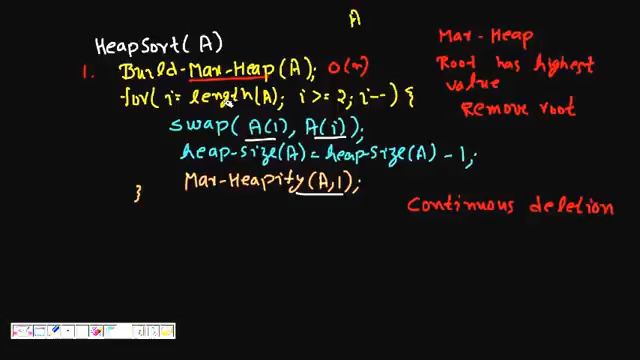 A
HeapSort(A)
1. Build-Max-Heap(A); O(n)
for( i= length(A); i >= 2; i--) {
swap( A(1), A(i));
heap-size(A) = heap-size(A) - 1;
Max-Heapify(A,1);
}
Max-Heap
Root has highest
value
Remove root
Continuous deletion